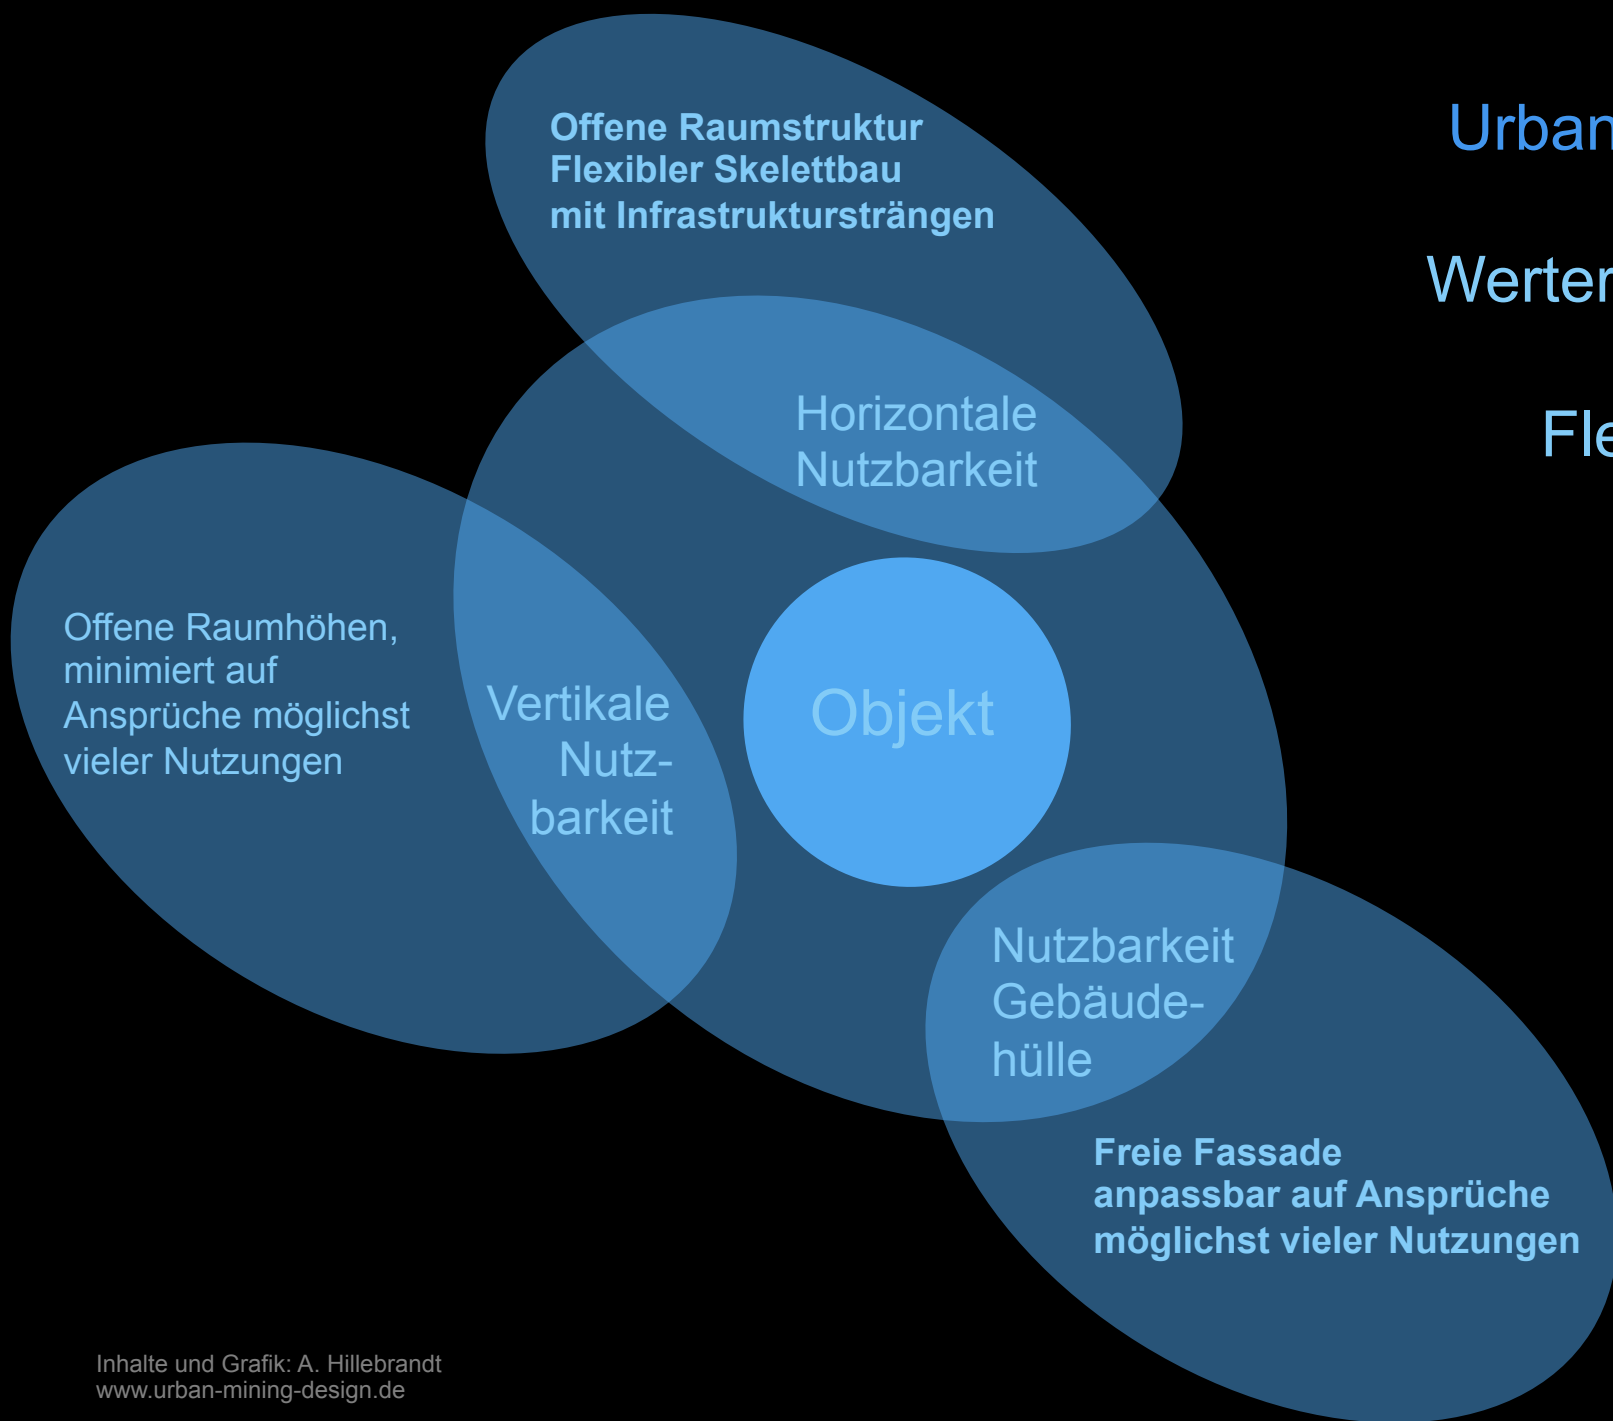 Offene Raumstruktur
Flexibler Skelettbau
mit Infrastruktursträngen
Urban
Werter
Fle
Horizontale
Nutzbarkeit
Offene Raumhöhen,
minimiert auf
Ansprüche möglichst
vieler Nutzungen
Vertikale
Nutz-
barkeit
Objekt
Nutzbarkeit
Gebäude-
hülle
Freie Fassade
anpassbar auf Ansprüche
möglichst vieler Nutzungen
Inhalte und Grafik: A. Hillebrandt
www.urban-mining-design.de